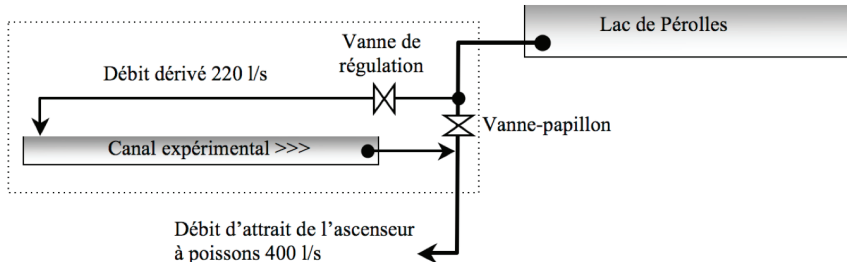 Lac de Pérolles
Vanne de
régulation
Débit dérivé 220 l/s
Vanne-papillon
Canal expérimental >>>
Débit d’attrait de l’ascenseur
à poissons 400 l/s